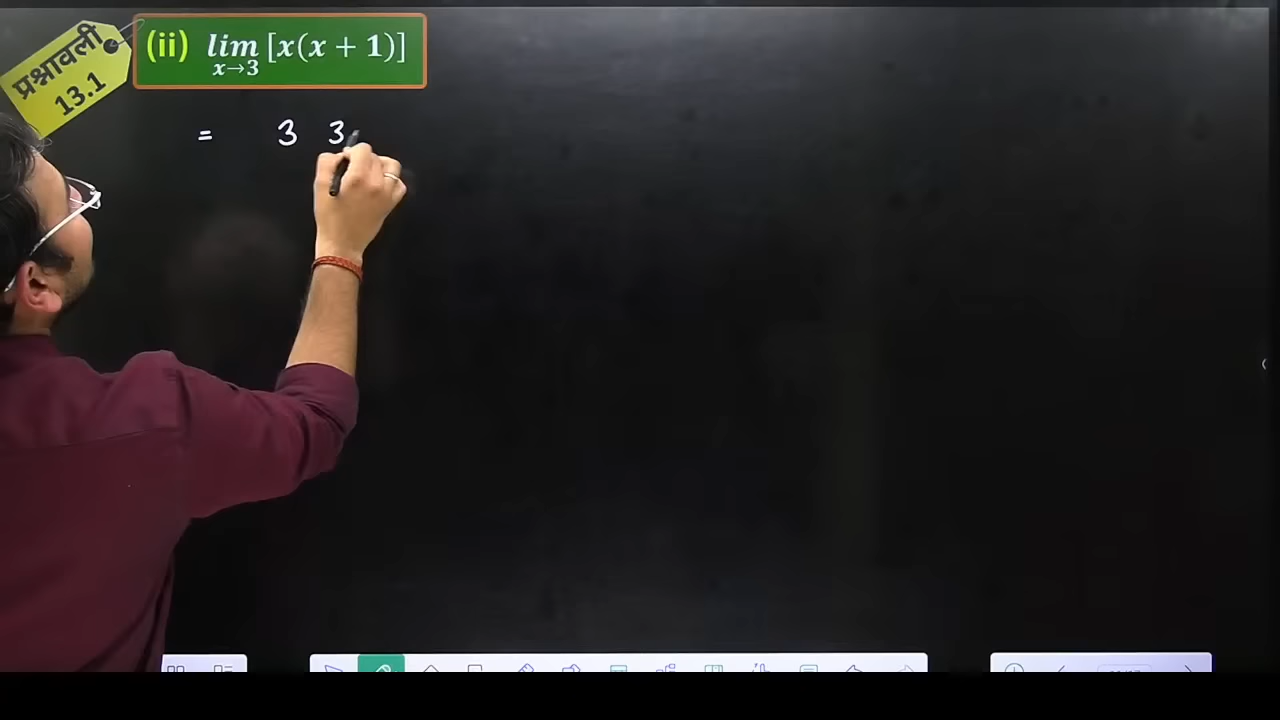 प्रश्नावली
13.1
(ii) lim [x(x + 1)]
x→3
= 3 3